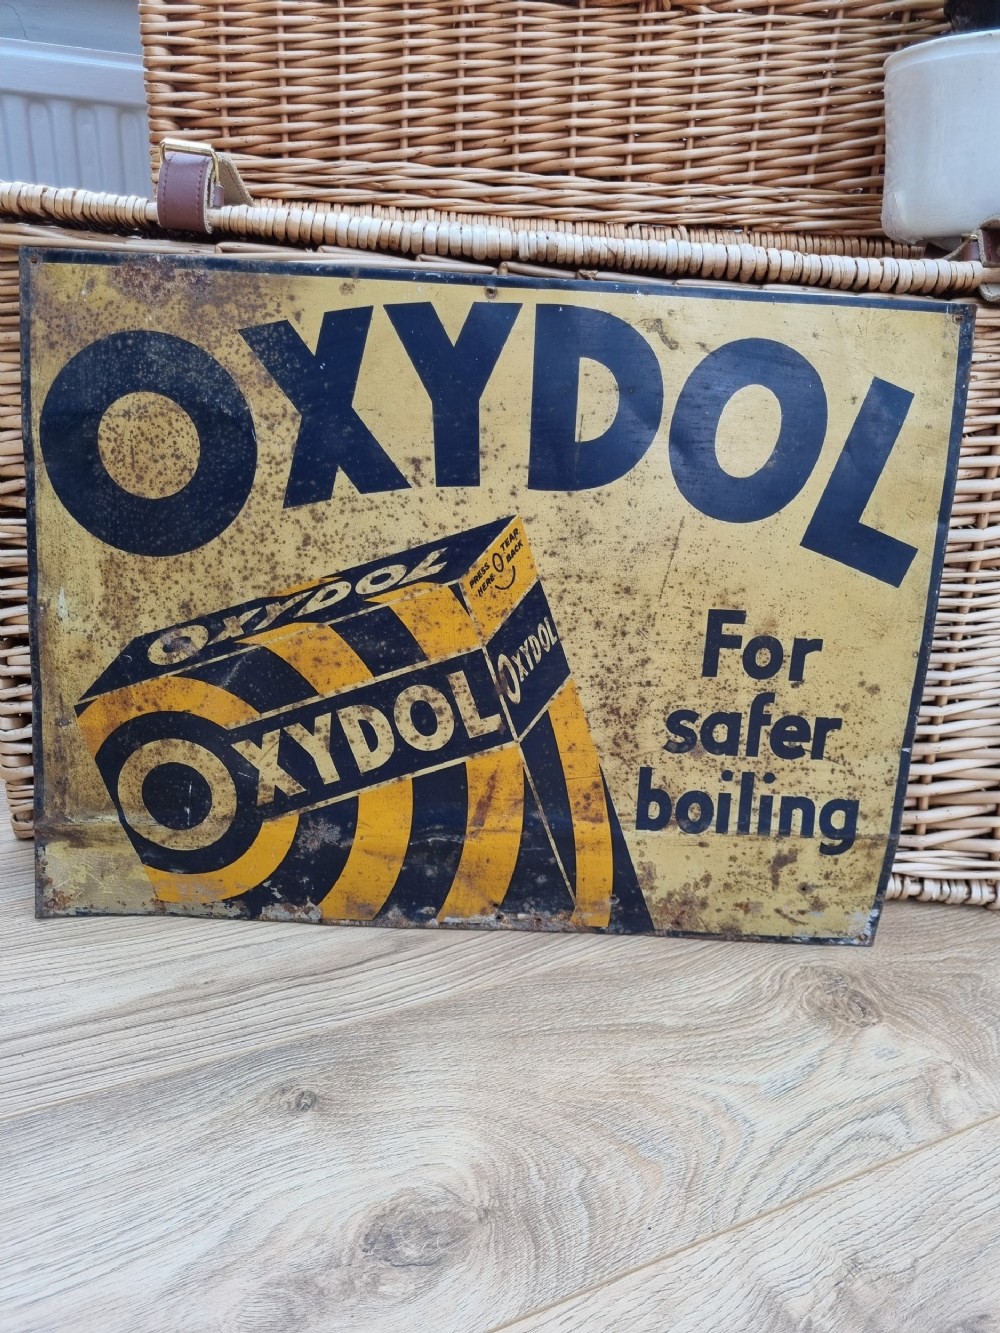 OXYDOL
OXYDOL
PRESS HERE
TEAR BACK
OXYDOL
OXYDOL
For
safer
boiling